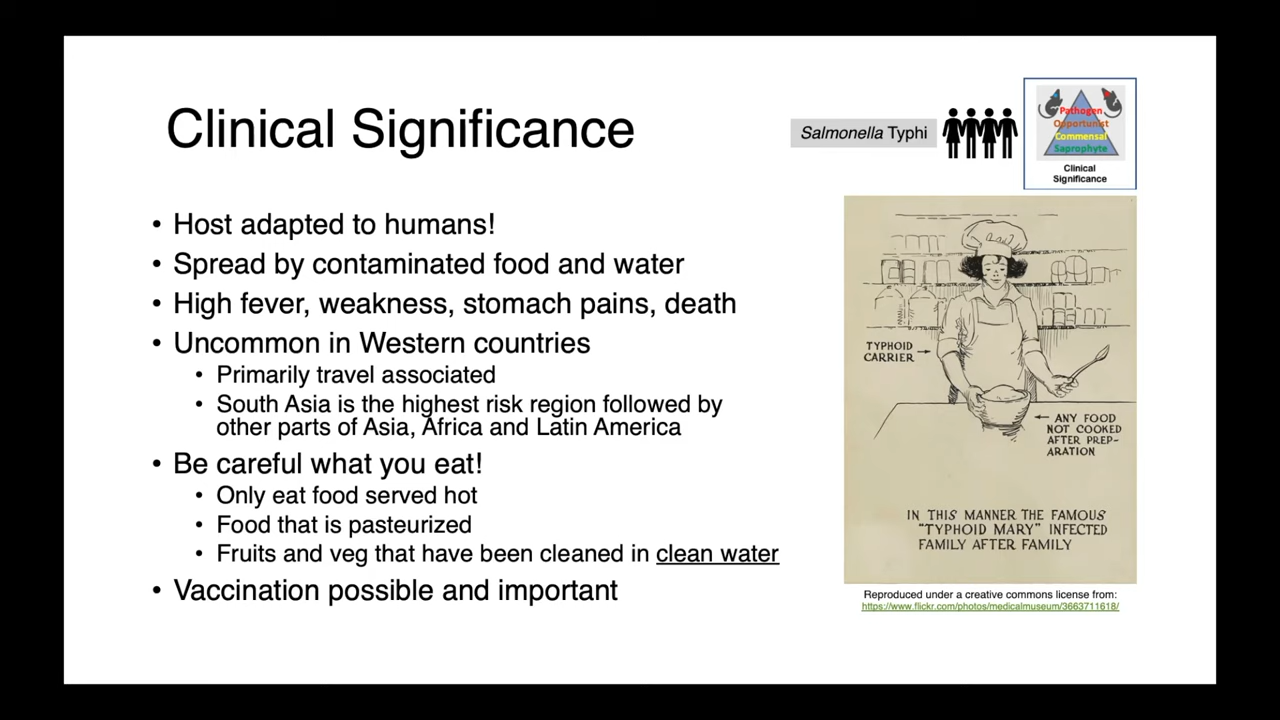 Clinical Significance
Salmonella Typhi
Pathogen
Opportunist
Commensal
Saprophyte
Clinical
Significance
• Host adapted to humans!
• Spread by contaminated food and water
• High fever, weakness, stomach pains, death
• Uncommon in Western countries
• Primarily travel associated
• South Asia is the highest risk region followed by
other parts of Asia, Africa and Latin America
• Be careful what you eat!
• Only eat food served hot
• Food that is pasteurized
• Fruits and veg that have been cleaned in clean water
• Vaccination possible and important
TYPHOID
CARRIER
ANY FOOD
NOT COOKED
AFTER PREP-
ARATION
IN THIS MANNER THE FAMOUS
"TYPHOID MARY" INFECTED
FAMILY AFTER FAMILY
Reproduced under a creative commons license from:
https://www.flickr.com/photos/medicalmuseum/3663711618/